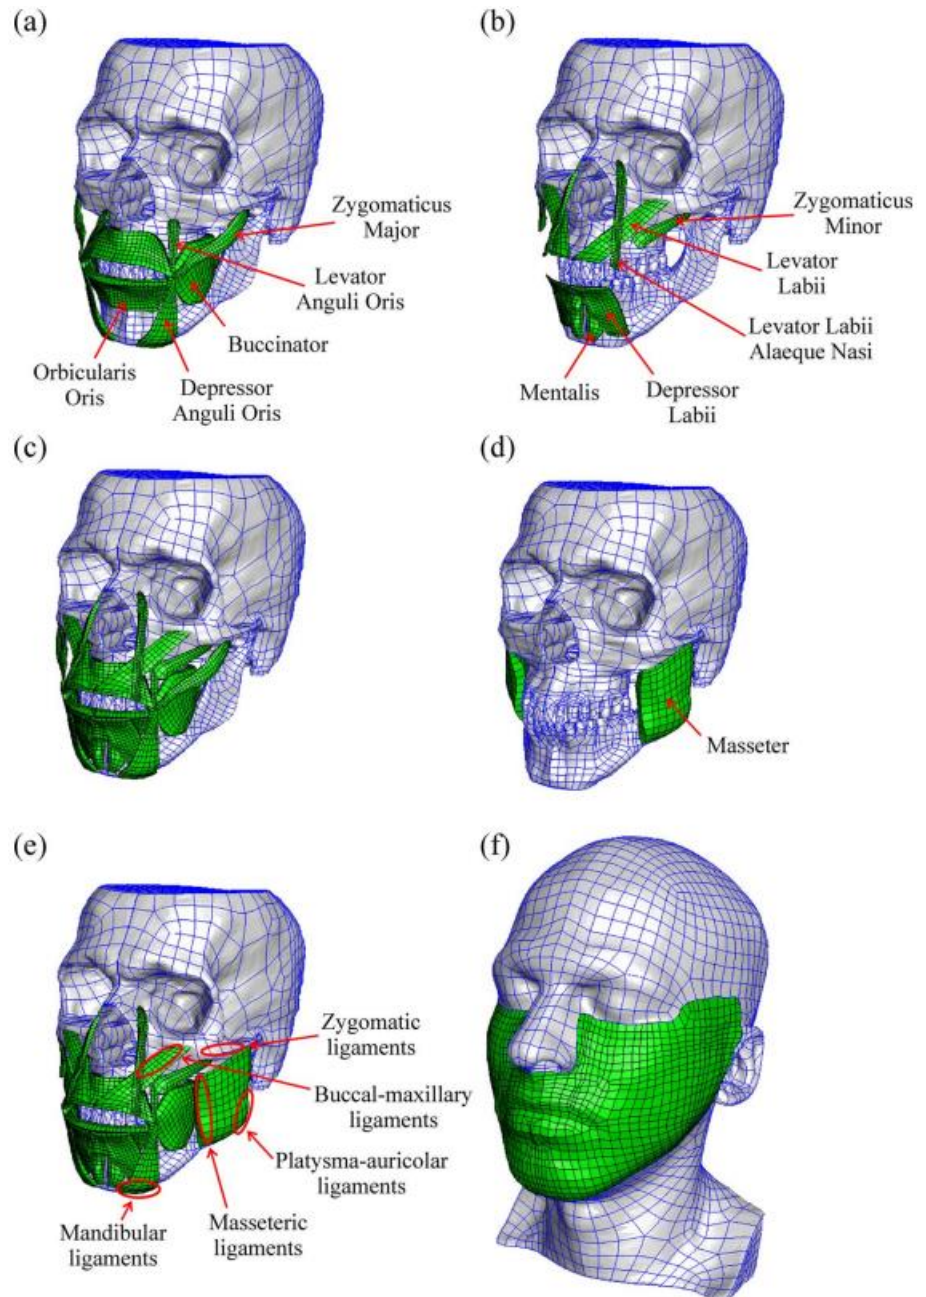 (a)
Zygomaticus
Major
Levator
Anguli Oris
Buccinator
Orbicularis
Oris
Depressor
Anguli Oris
(b)
Zygomaticus
Minor
Levator
Labii
Levator Labii
Alaeque Nasi
Mentalis
Depressor
Labii
(c)
(d)
Masseter
(e)
Zygomatic
ligaments
Buccal-maxillary
ligaments
Platysma-auricolar
ligaments
Masseteric
ligaments
Mandibular
ligaments
(f)